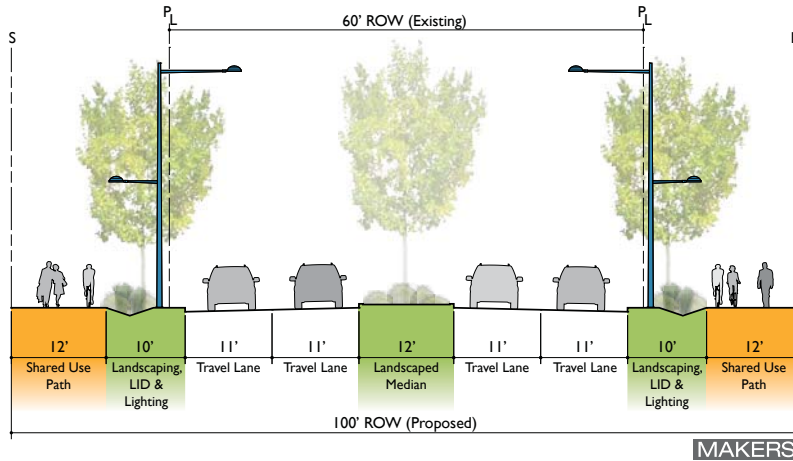 P
L
60' ROW (Existing)
P
L
S
12'
10'
11'
11'
12'
11'
11'
10'
12'
Shared Use
Path
Landscaping,
LID &
Lighting
Travel Lane
Travel Lane
Landscaped
Median
Travel Lane
Travel Lane
Landscaping,
LID &
Lighting
Shared Use
Path
100' ROW (Proposed)
MAKERS